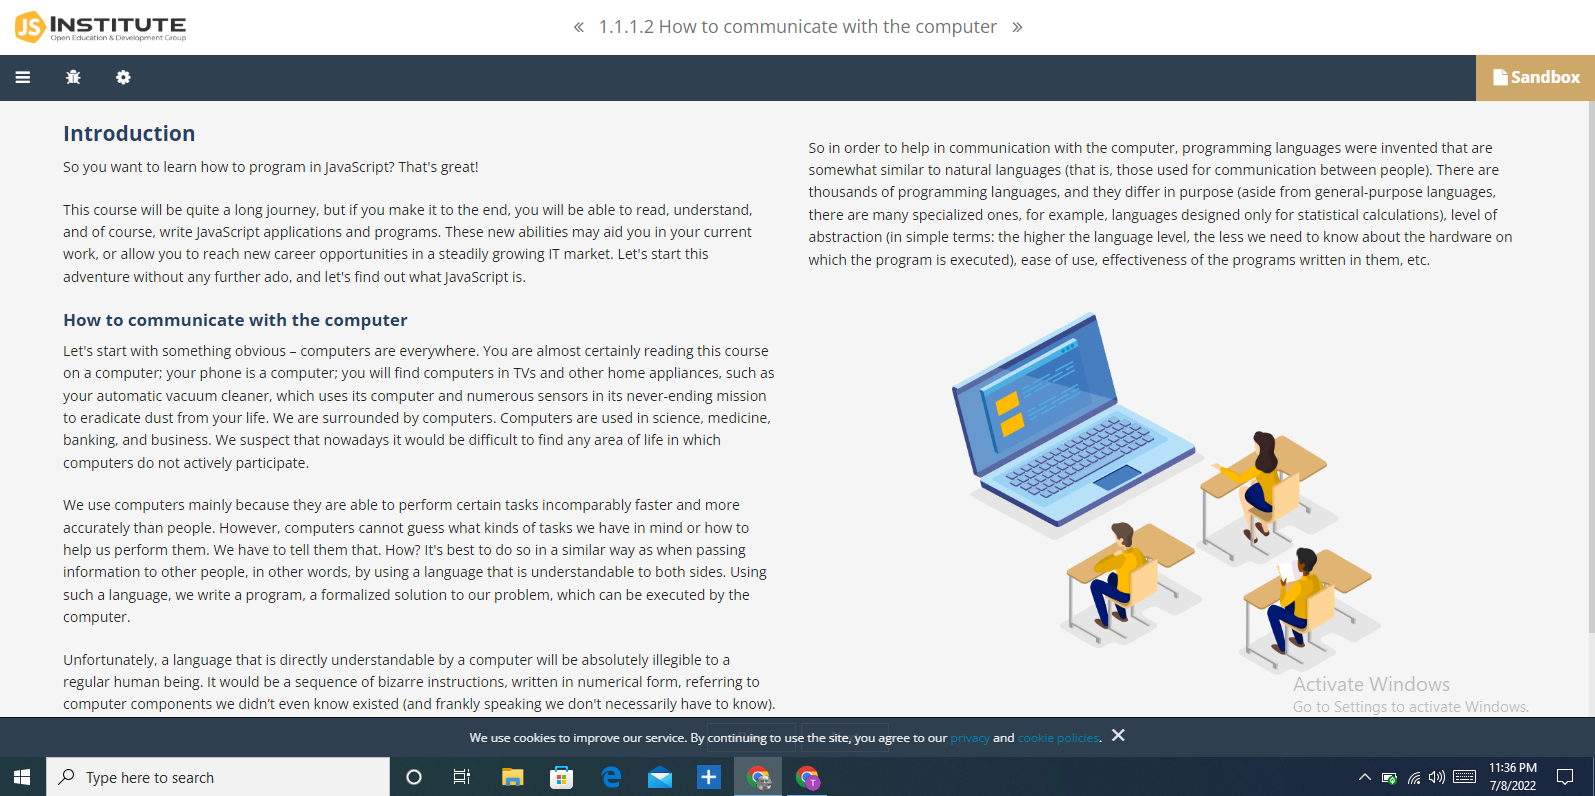 JS INSTITUTE
Open Education & Development Group
« 1.1.1.2 How to communicate with the computer »
Sandbox
Introduction
So you want to learn how to program in JavaScript? That's great!
This course will be quite a long journey, but if you make it to the end, you will be able to read, understand,
and of course, write JavaScript applications and programs. These new abilities may aid you in your current
work, or allow you to reach new career opportunities in a steadily growing IT market. Let's start this
adventure without any further ado, and let's find out what JavaScript is.
How to communicate with the computer
Let's start with something obvious – computers are everywhere. You are almost certainly reading this course
on a computer; your phone is a computer; you will find computers in TVs and other home appliances, such as
your automatic vacuum cleaner, which uses its computer and numerous sensors in its never-ending mission
to eradicate dust from your life. We are surrounded by computers. Computers are used in science, medicine,
banking, and business. We suspect that nowadays it would be difficult to find any area of life in which
computers do not actively participate.
We use computers mainly because they are able to perform certain tasks incomparably faster and more
accurately than people. However, computers cannot guess what kinds of tasks we have in mind or how to
help us perform them. We have to tell them that. How? It's best to do so in a similar way as when passing
information to other people, in other words, by using a language that is understandable to both sides. Using
such a language, we write a program, a formalized solution to our problem, which can be executed by the
computer.
Unfortunately, a language that is directly understandable by a computer will be absolutely illegible to a
regular human being. It would be a sequence of bizarre instructions, written in numerical form, referring to
computer components we didn't even know existed (and frankly speaking we don't necessarily have to know).
So in order to help in communication with the computer, programming languages were invented that are
somewhat similar to natural languages (that is, those used for communication between people). There are
thousands of programming languages, and they differ in purpose (aside from general-purpose languages,
there are many specialized ones, for example, languages designed only for statistical calculations), level of
abstraction (in simple terms: the higher the language level, the less we need to know about the hardware on
which the program is executed), ease of use, effectiveness of the programs written in them, etc.
Activate Windows
Go to Settings to activate Windows.
We use cookies to improve our service. By continuing to use the site, you agree to our privacy and cookie policies. ✕
Type here to search
T
11:36 PM
7/8/2022